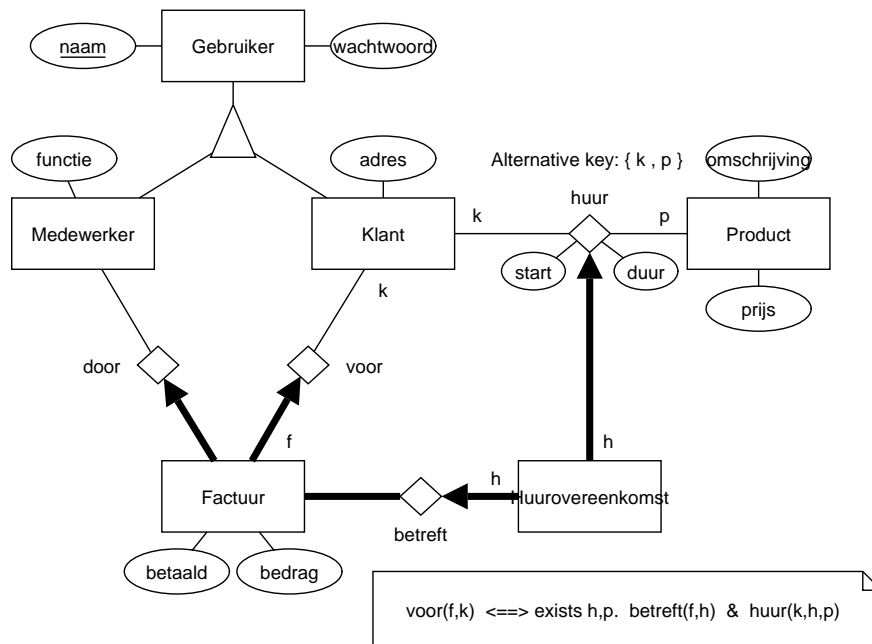 naam
Gebruiker
wachtwoord
functie
adres
Alternative key: { k , p }
omschrijving
huur
Medewerker
Klant
k
p
Product
start
duur
k
prijs
door
voor
f
h
Factuur
h
Huurovereenkomst
betreft
betaald
bedrag
voor(f,k) <==> exists h,p. betreft(f,h) & huur(k,h,p)